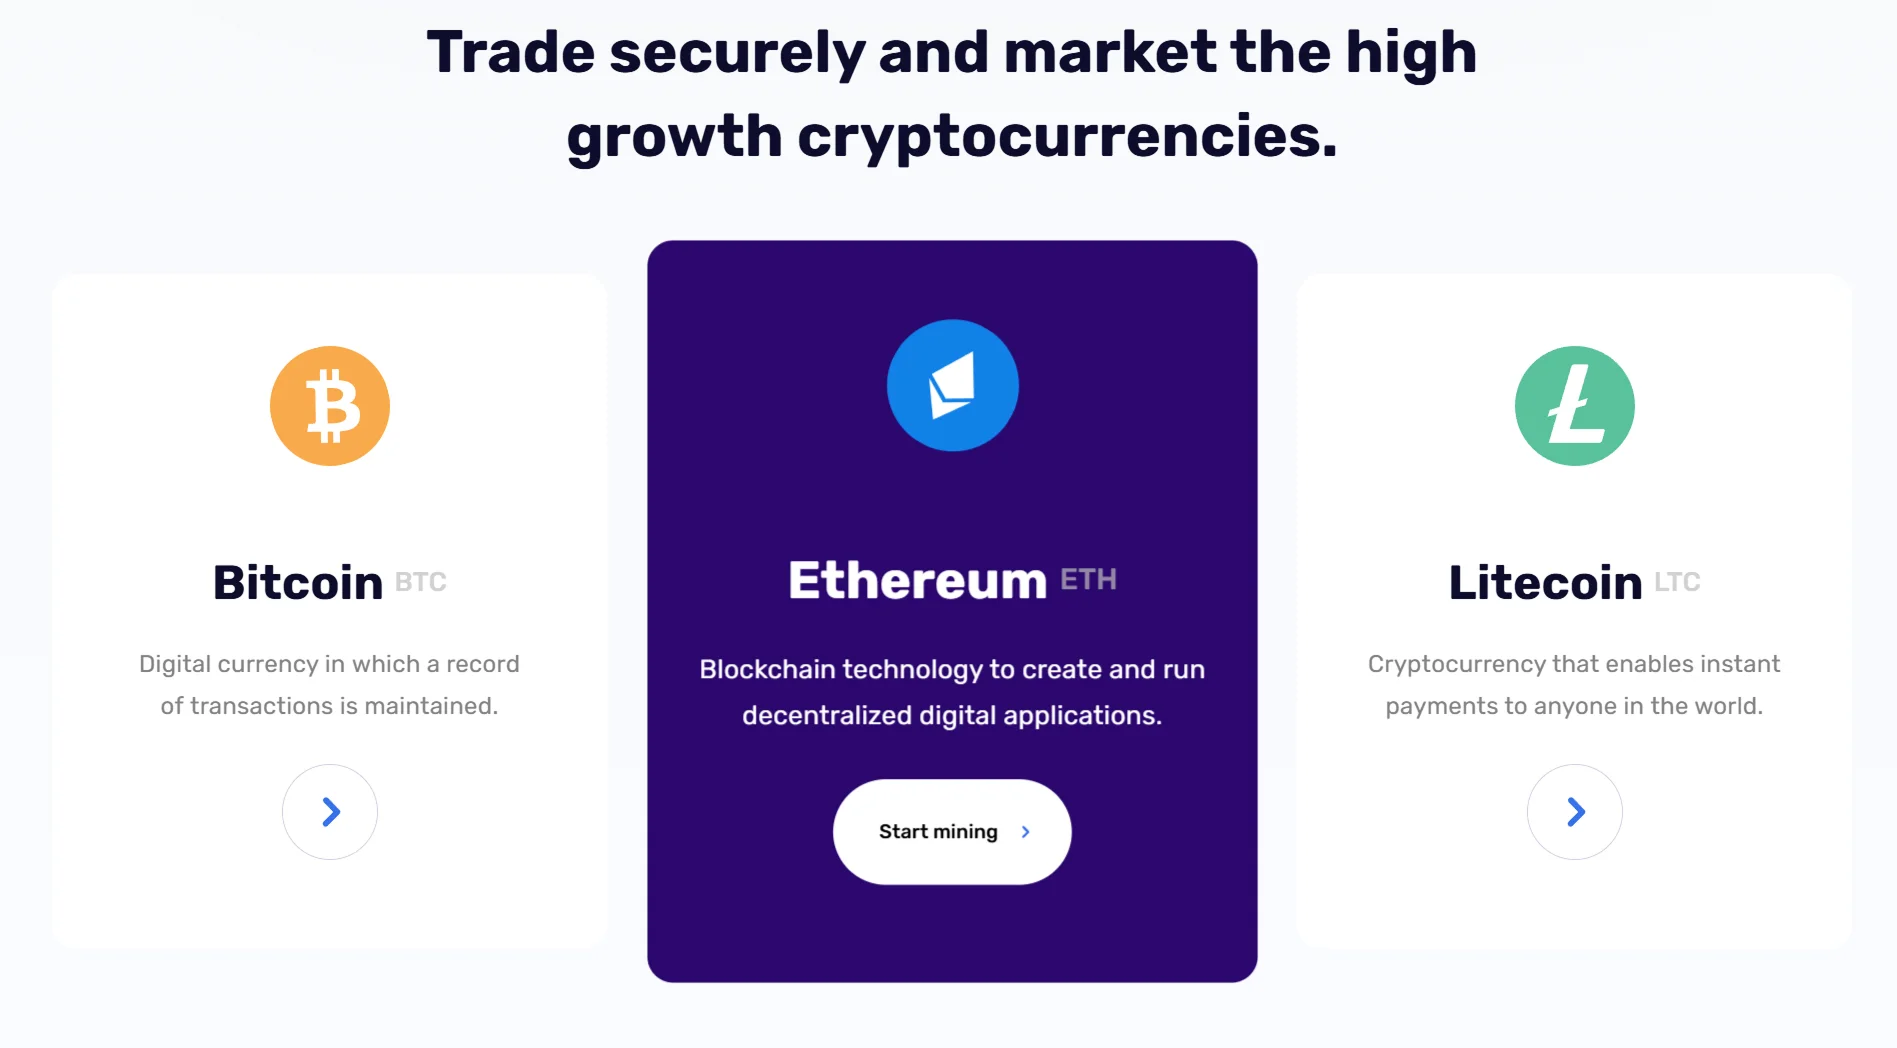 Trade securely and market the high
growth cryptocurrencies.
Bitcoin BTC
Digital currency in which a record
of transactions is maintained.
Ethereum ETH
Blockchain technology to create and run
decentralized digital applications.
Start mining
Litecoin LTC
Cryptocurrency that enables instant
payments to anyone in the world.